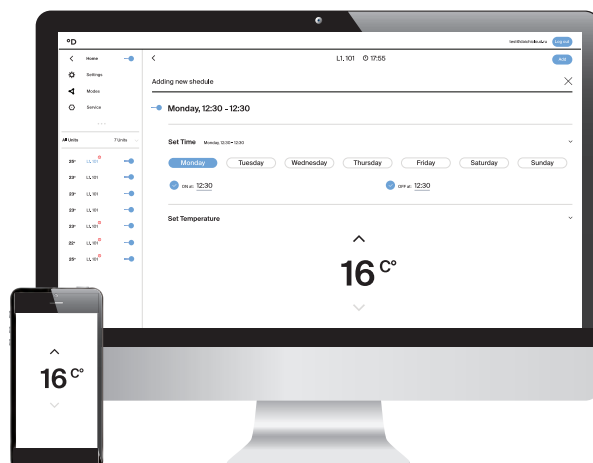 °D
Log out
Home
L1, 101 17:55
Add
Settings
Adding new shedule
Modes
Service
Monday, 12:30 - 12:30
All Units 7 Units
Set Time Monday, 12:30 - 12:30
Monday Tuesday Wednesday Thursday Friday Saturday Sunday
25° L1, 101
23° L1, 101
ON at: 12:30 OFF at: 12:30
23° L1, 101
23° L1, 101
Set Temperature
23° L1, 101
22° L1, 101
25° L1, 101
16 C°
16 C°